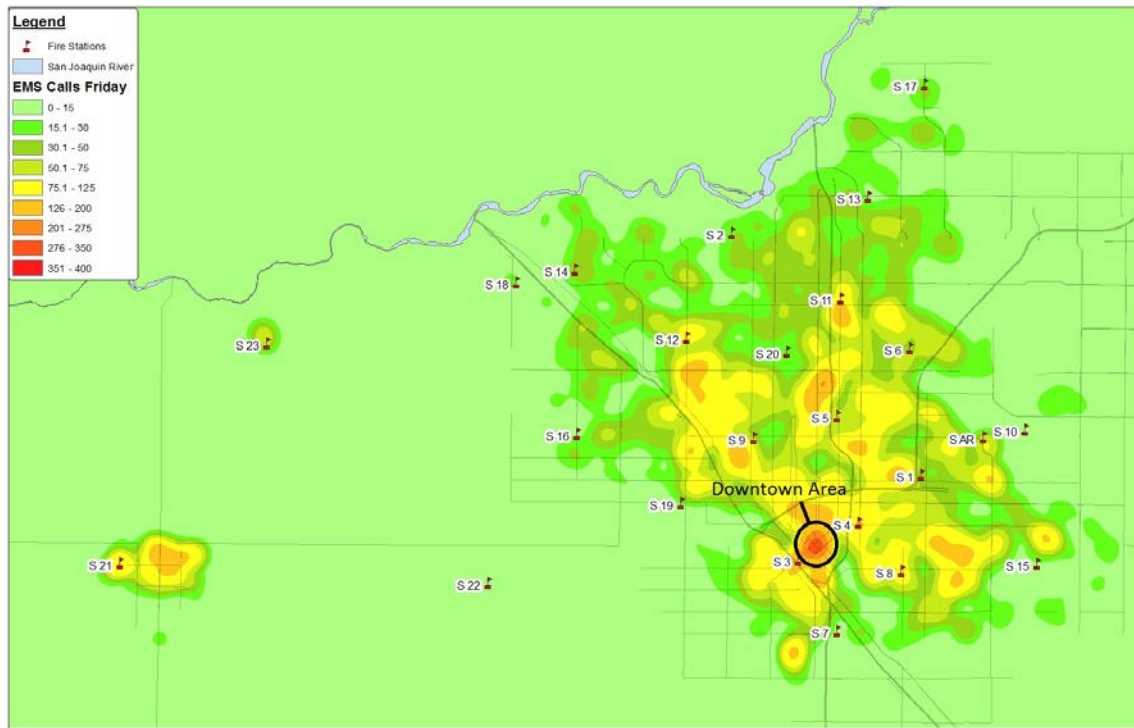 Legend
Fire Stations
San Joaquin River
EMS Calls Friday
0 - 15
15.1 - 30
30.1 - 50
50.1 - 75
75.1 - 125
126 - 200
201 - 275
276 - 350
351 - 400
S 17
S 13
S 2
S 14
S 18
S 11
S 23
S 12
S 20
S 6
S 5
S 16
S 9
S AR
S 10
S 1
Downtown Area
S 19
S 4
S 21
S 3
S 8
S 15
S 22
S 7